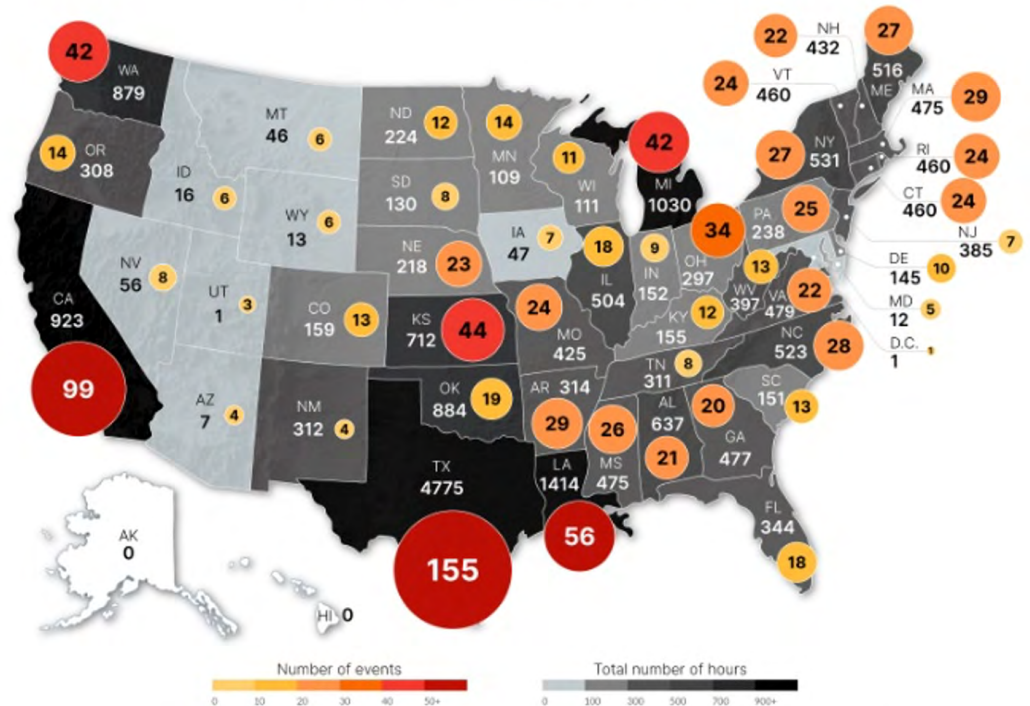 42
WA
879
14
OR
308
CA
923
99
MT
46
6
ID
16
6
WY
13
6
NV
56
8
UT
1
3
AZ
7
4
ND
224
12
SD
130
8
NE
218
23
CO
159
13
KS
712
44
NM
312
4
OK
884
19
TX
4775
155
14
MN
109
11
WI
111
IA
47
7
18
IL
504
24
MO
425
AR 314
29
LA
1414
56
26
MS
475
42
MI
1030
9
IN
152
34
OH
297
12
KY
155
TN
311
8
AL
637
21
20
GA
477
FL
344
18
SC
151
13
NC
523
28
13
WV
397
22
VA
479
25
PA
238
27
NY
531
24
VT
460
22
NH
432
27
516
ME
MA
475
29
RI
460
24
CT
460
24
NJ
385
7
DE
145
10
MD
12
5
D.C.
1
1
AK
0
HI 0
Number of events
0 10 20 30 40 50+
Total number of hours
0 100 300 500 700 900+